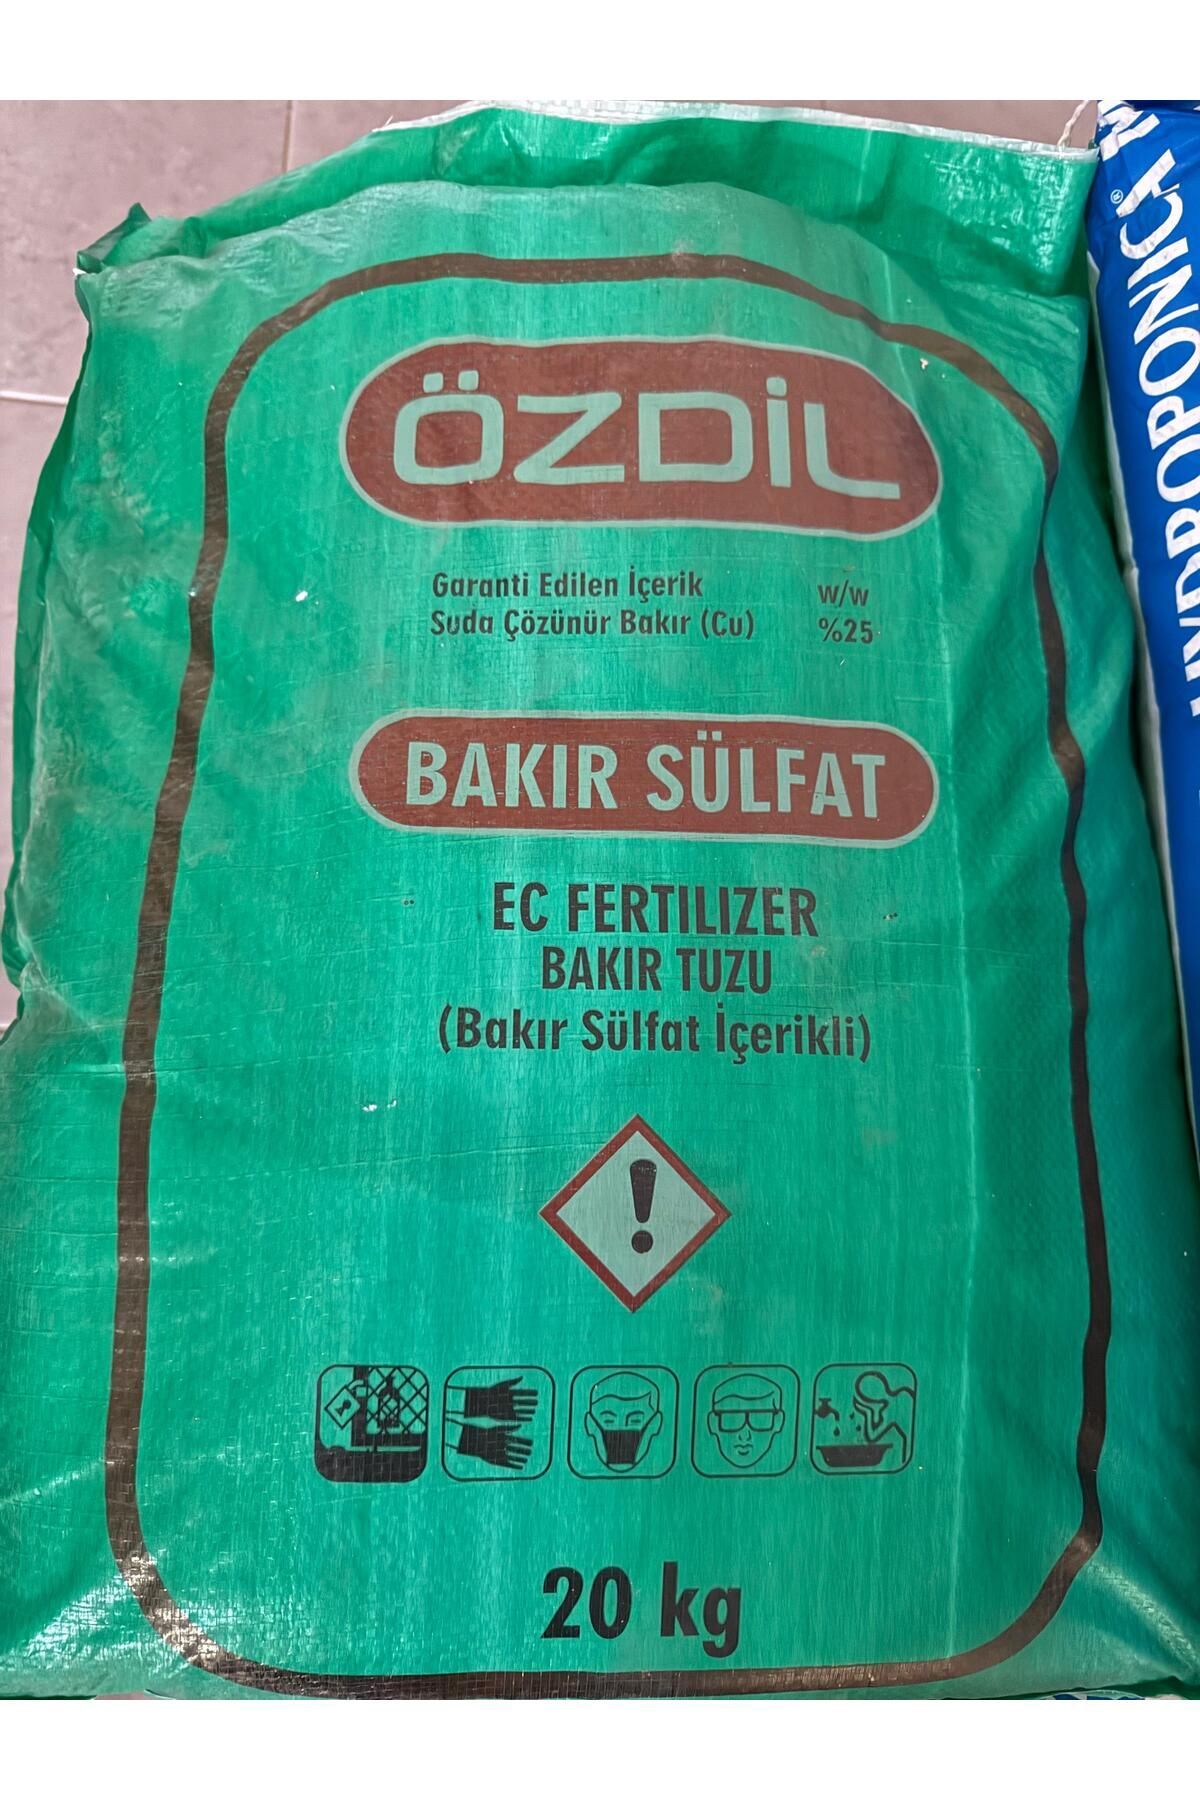 ÖZDİL
Garanti Edilen İçerik w/w
Suda Çözünür Bakır (Cu) %25
BAKIR SÜLFAT
EC FERTILIZER
BAKIR TUZU
(Bakır Sülfat İçerikli)
20 kg
HYDROPONICA